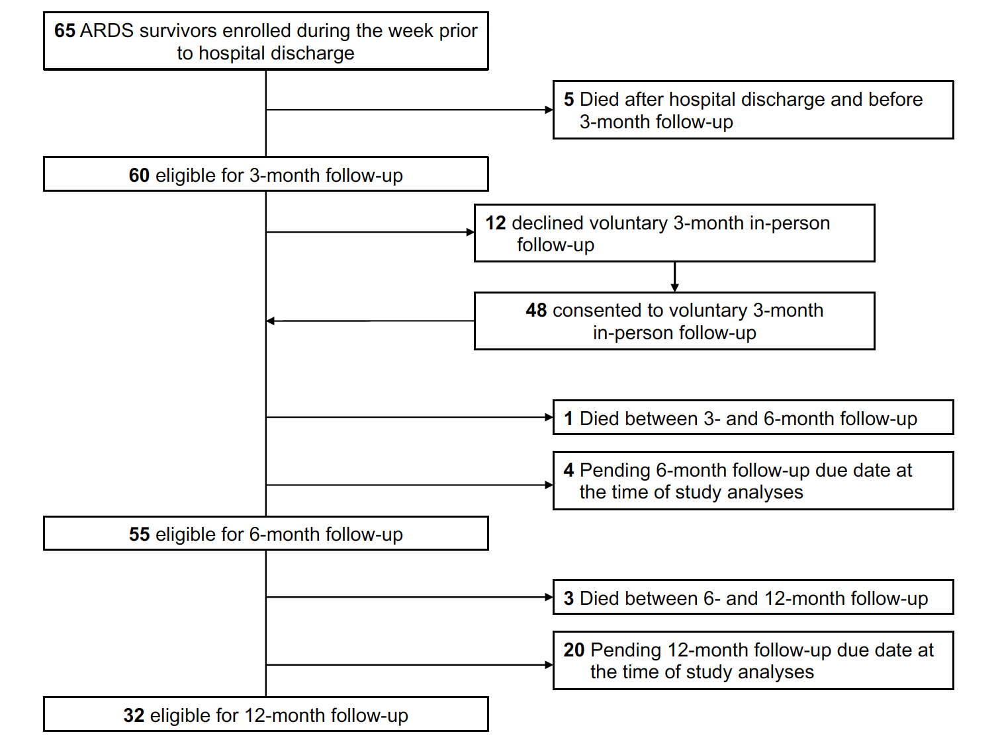 65 ARDS survivors enrolled during the week prior
to hospital discharge
5 Died after hospital discharge and before
3-month follow-up
60 eligible for 3-month follow-up
12 declined voluntary 3-month in-person
follow-up
48 consented to voluntary 3-month
in-person follow-up
1 Died between 3- and 6-month follow-up
4 Pending 6-month follow-up due date at
the time of study analyses
55 eligible for 6-month follow-up
3 Died between 6- and 12-month follow-up
20 Pending 12-month follow-up due date at
the time of study analyses
32 eligible for 12-month follow-up